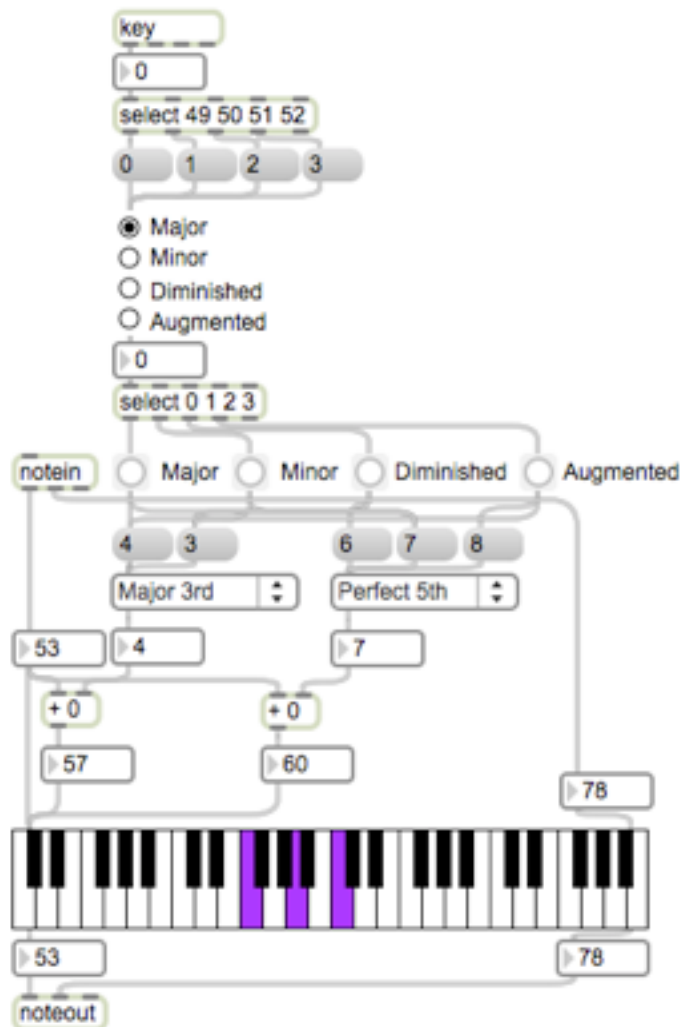 key
0
select 49 50 51 52
0 1 2 3
Major
Minor
Diminished
Augmented
0
select 0 1 2 3
notein Major Minor Diminished Augmented
4 3 6 7 8
Major 3rd Perfect 5th
53 4 7
+ 0 + 0
57 60
78
53 78
noteout